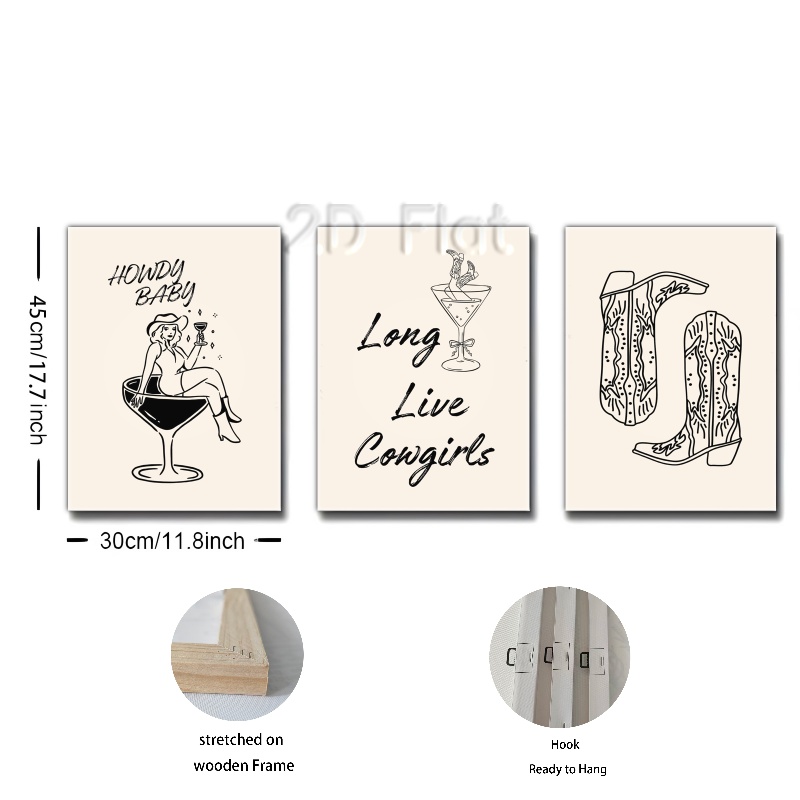 2D Flat
HOWDY
BABY
Long
Live
Cowgirls
45cm/17.7inch
30cm/11.8inch
stretched on
wooden Frame
Hook
Ready to Hang